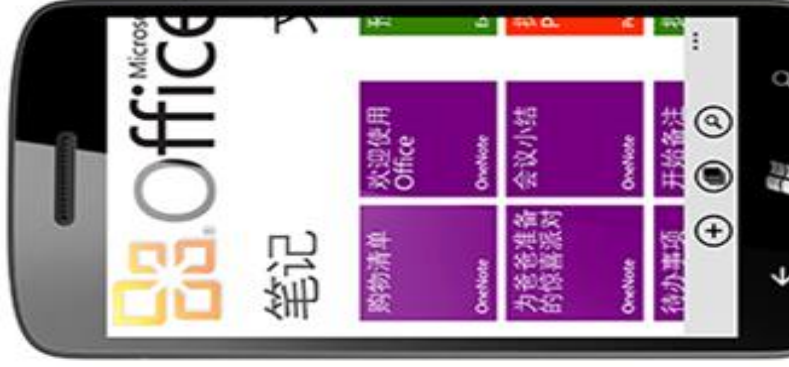 Microsof
Office
笔记
购物清单
OneNote
欢迎使用
Office
OneNote
为爸爸准备
的惊喜派对
OneNote
会议小结
OneNote
待办事项
开始备注